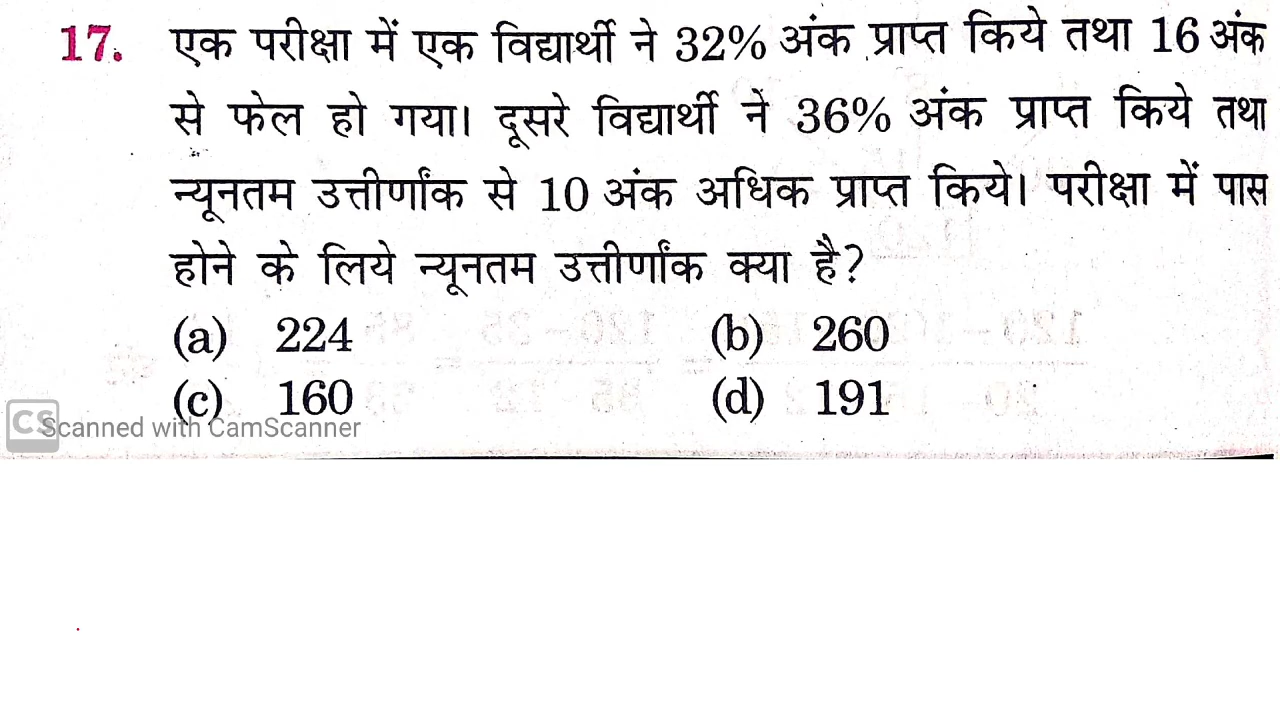 17. एक परीक्षा में एक विद्यार्थी ने 32% अंक प्राप्त किये तथा 16 अंक
से फेल हो गया। दूसरे विद्यार्थी ने 36% अंक प्राप्त किये तथा
न्यूनतम उत्तीर्णांक से 10 अंक अधिक प्राप्त किये। परीक्षा में पास
होने के लिये न्यूनतम उत्तीर्णांक क्या है?
(a) 224 (b) 260
(c) 160 (d) 191
CS Scanned with CamScanner